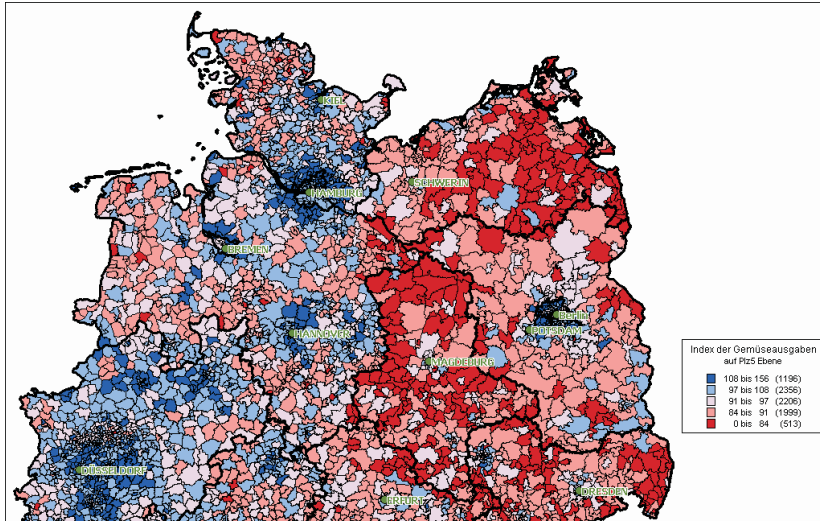 KIEL
SCHWERIN
HAMBURG
BREMEN
Berlin
POTSDAM
HANNOVER
MAGDEBURG
DÜSSELDORF
DRESDEN
ERFURT
Index der Gemüseausgaben
auf Plz5 Ebene
108 bis 156 (1196)
97 bis 108 (2356)
91 bis 97 (2206)
84 bis 91 (1999)
0 bis 84 (513)